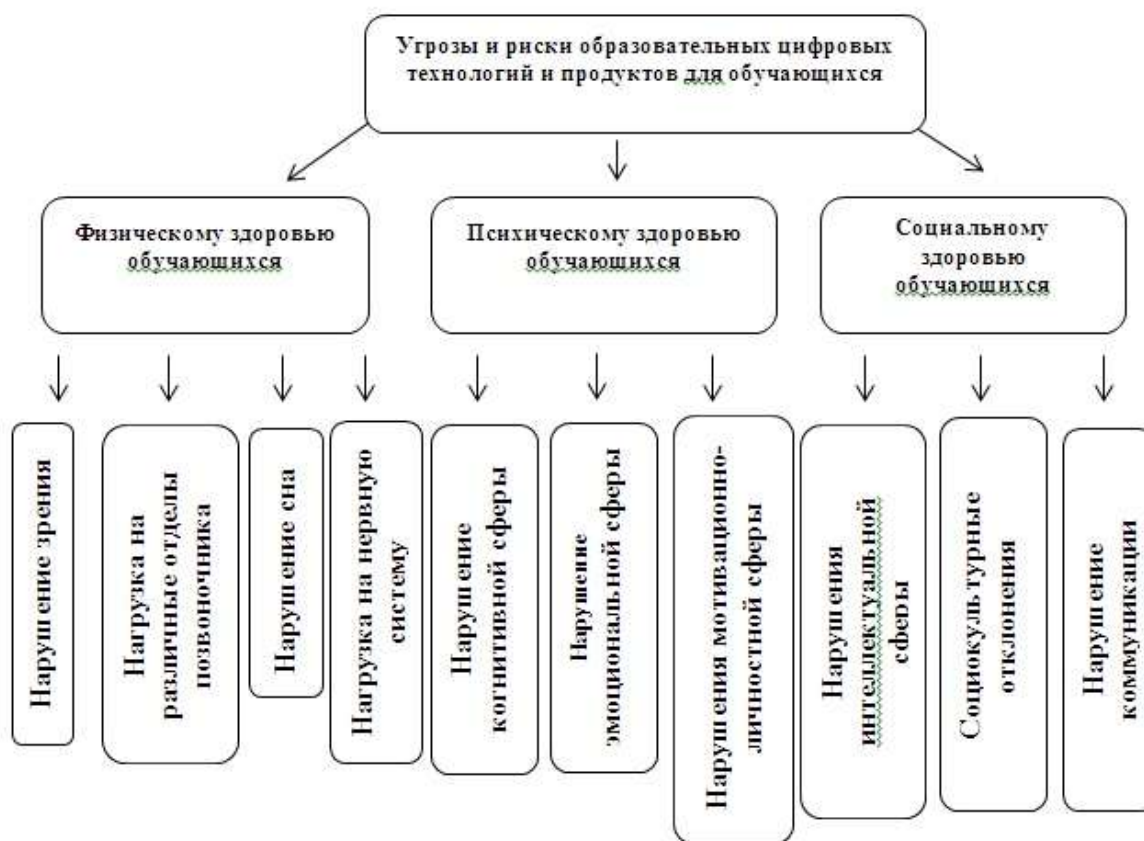 Угрозы и риски образовательных цифровых
технологий и продуктов для обучающихся
Физическому здоровью
обучающихся
Психическому здоровью
обучающихся
Социальному
здоровью
обучающихся
Нарушение зрения
Нагрузка на
различные отделы
позвоночника
Нарушение сна
Нагрузка на нервную
систему
Нарушение
когнитивной сферы
Нарушение
эмоциональной сферы
Нарушения мотивационно-
личностной сферы
Нарушения
интеллектуальной
сферы
Социокультурные
отклонения
Нарушение
коммуникации